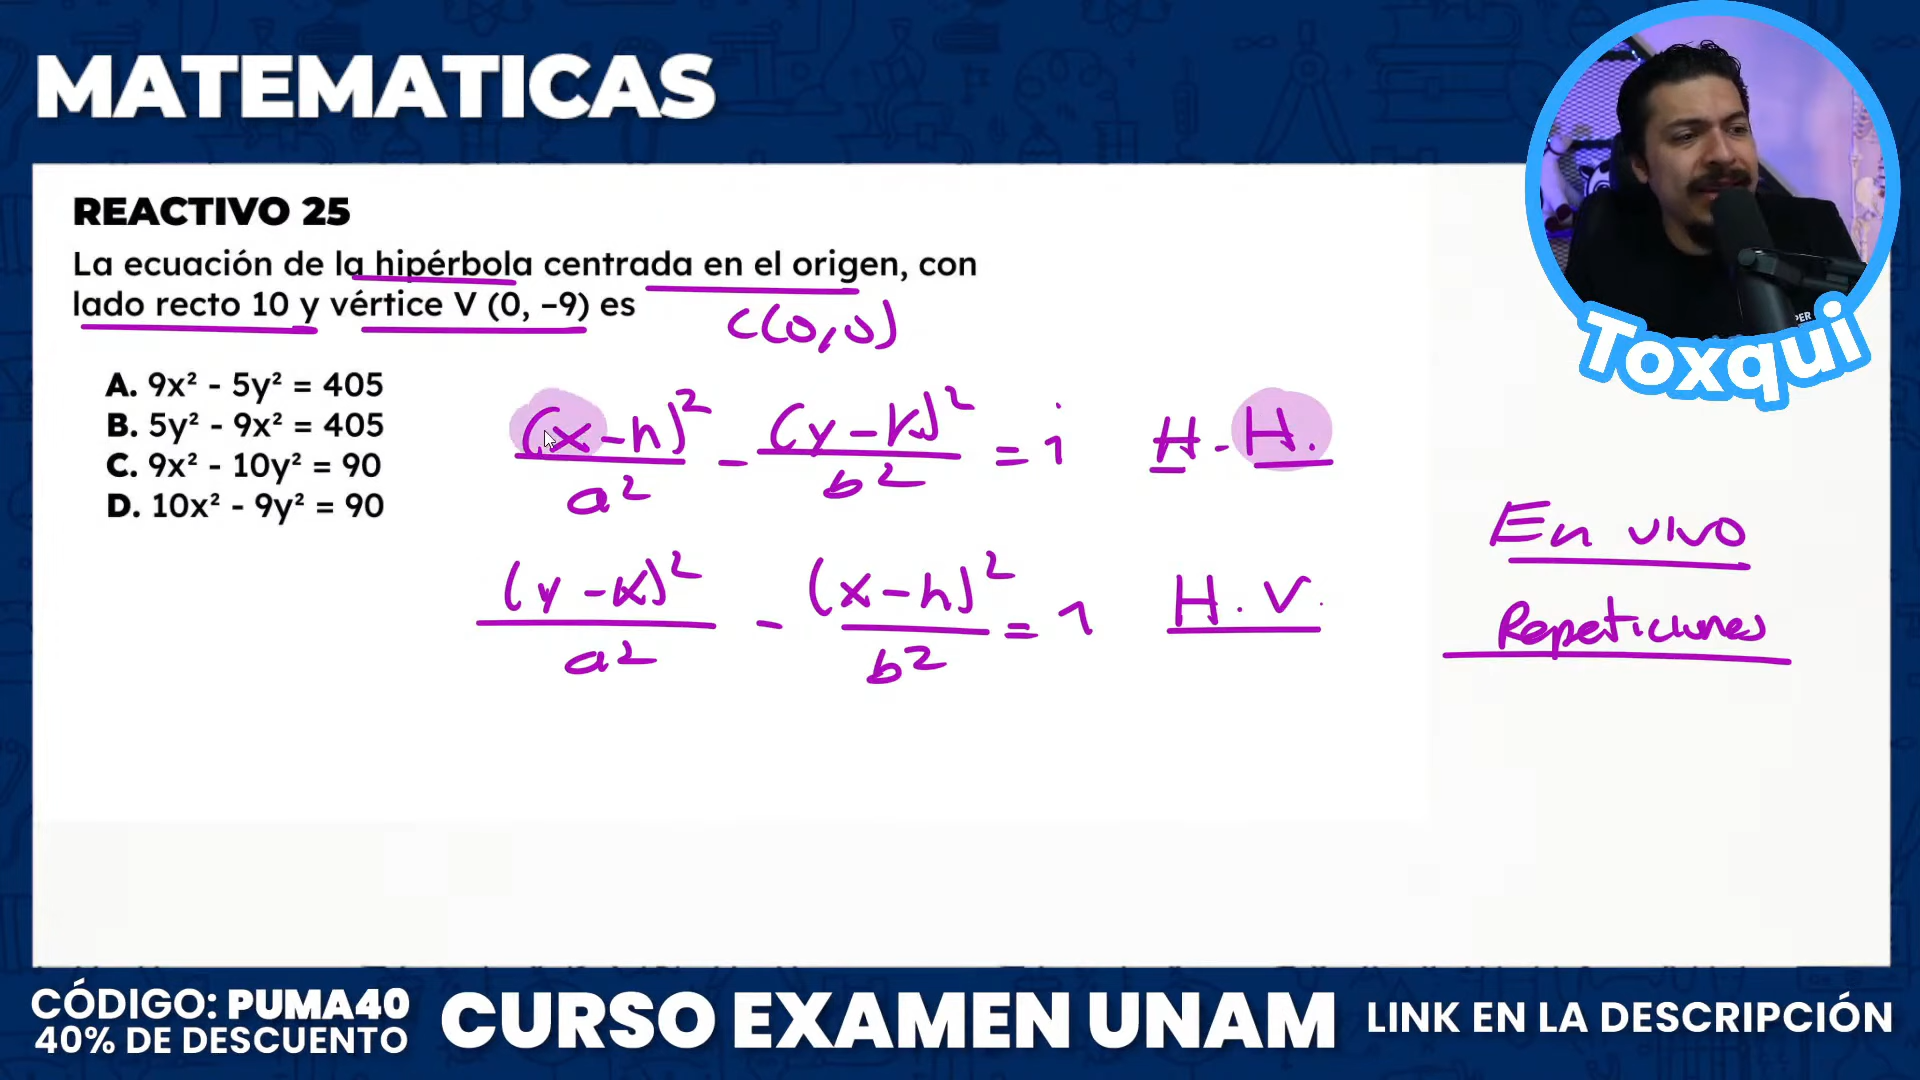 MATEMATICAS
REACTIVO 25
La ecuación de la hipérbola centrada en el origen, con
lado recto 10 y vértice V (0, –9) es
C(0,0)
A. 9x² - 5y² = 405
B. 5y² - 9x² = 405
C. 9x² - 10y² = 90
D. 10x² - 9y² = 90
(x-h)²/a² - (y-k)²/b² = 1 H-H.
(y-k)²/a² - (x-h)²/b² = 1 H.V.
En vivo
Repeticiones
Toxqui
CÓDIGO: PUMA40
40% DE DESCUENTO
CURSO EXAMEN UNAM
LINK EN LA DESCRIPCIÓN